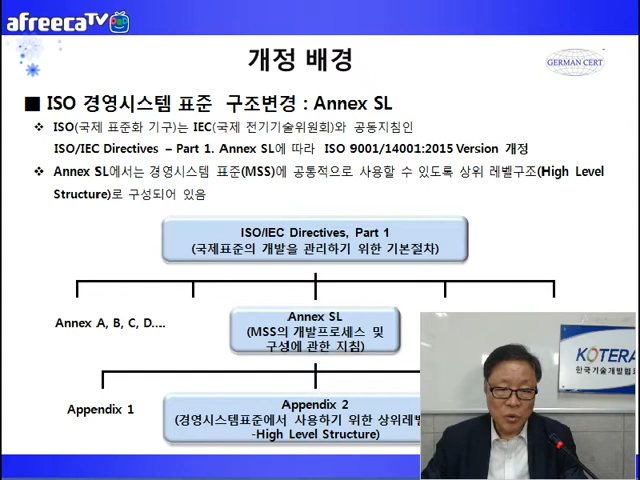 afreecaTV
개정 배경
GERMAN CERT
■ ISO 경영시스템 표준 구조변경 : Annex SL
❖ ISO(국제 표준화 기구)는 IEC(국제 전기기술위원회)와 공동지침인
ISO/IEC Directives – Part 1. Annex SL에 따라 ISO 9001/14001:2015 Version 개정
❖ Annex SL에서는 경영시스템 표준(MSS)에 공통적으로 사용할 수 있도록 상위 레벨구조(High Level
Structure)로 구성되어 있음
ISO/IEC Directives, Part 1
(국제표준의 개발을 관리하기 위한 기본절차)
Annex A, B, C, D....
Annex SL
(MSS의 개발프로세스 및
구성에 관한 지침)
KOTERA
한국기술개발협
Appendix 1
Appendix 2
(경영시스템표준에서 사용하기 위한 상위레벨
-High Level Structure)